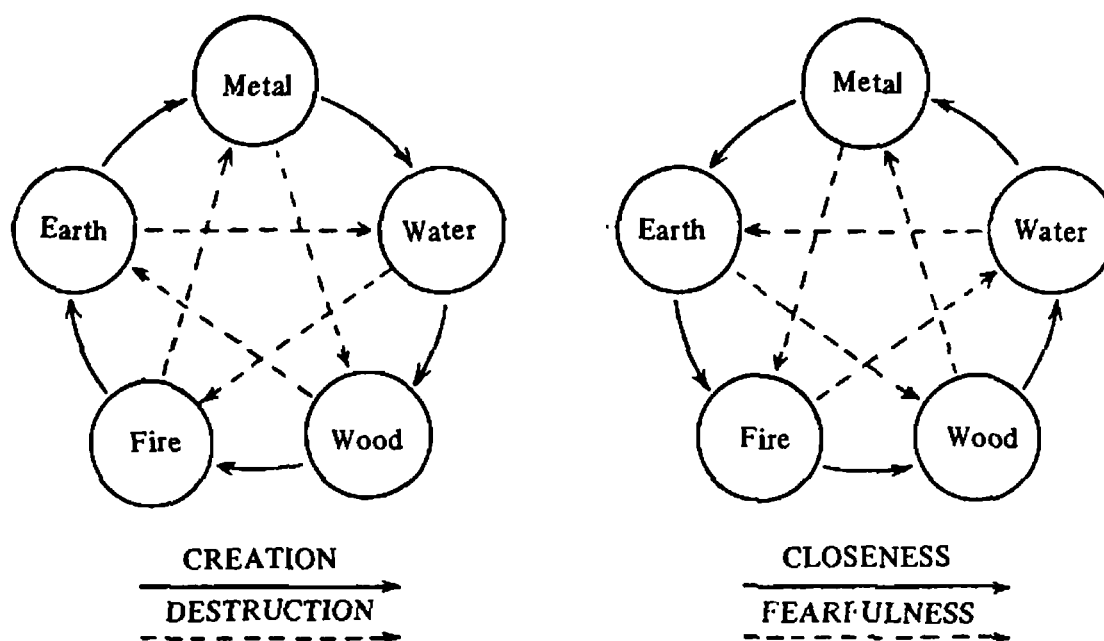 Metal
Earth
Water
Fire
Wood
CREATION
DESTRUCTION
Metal
Earth
Water
Fire
Wood
CLOSENESS
FEARFULNESS